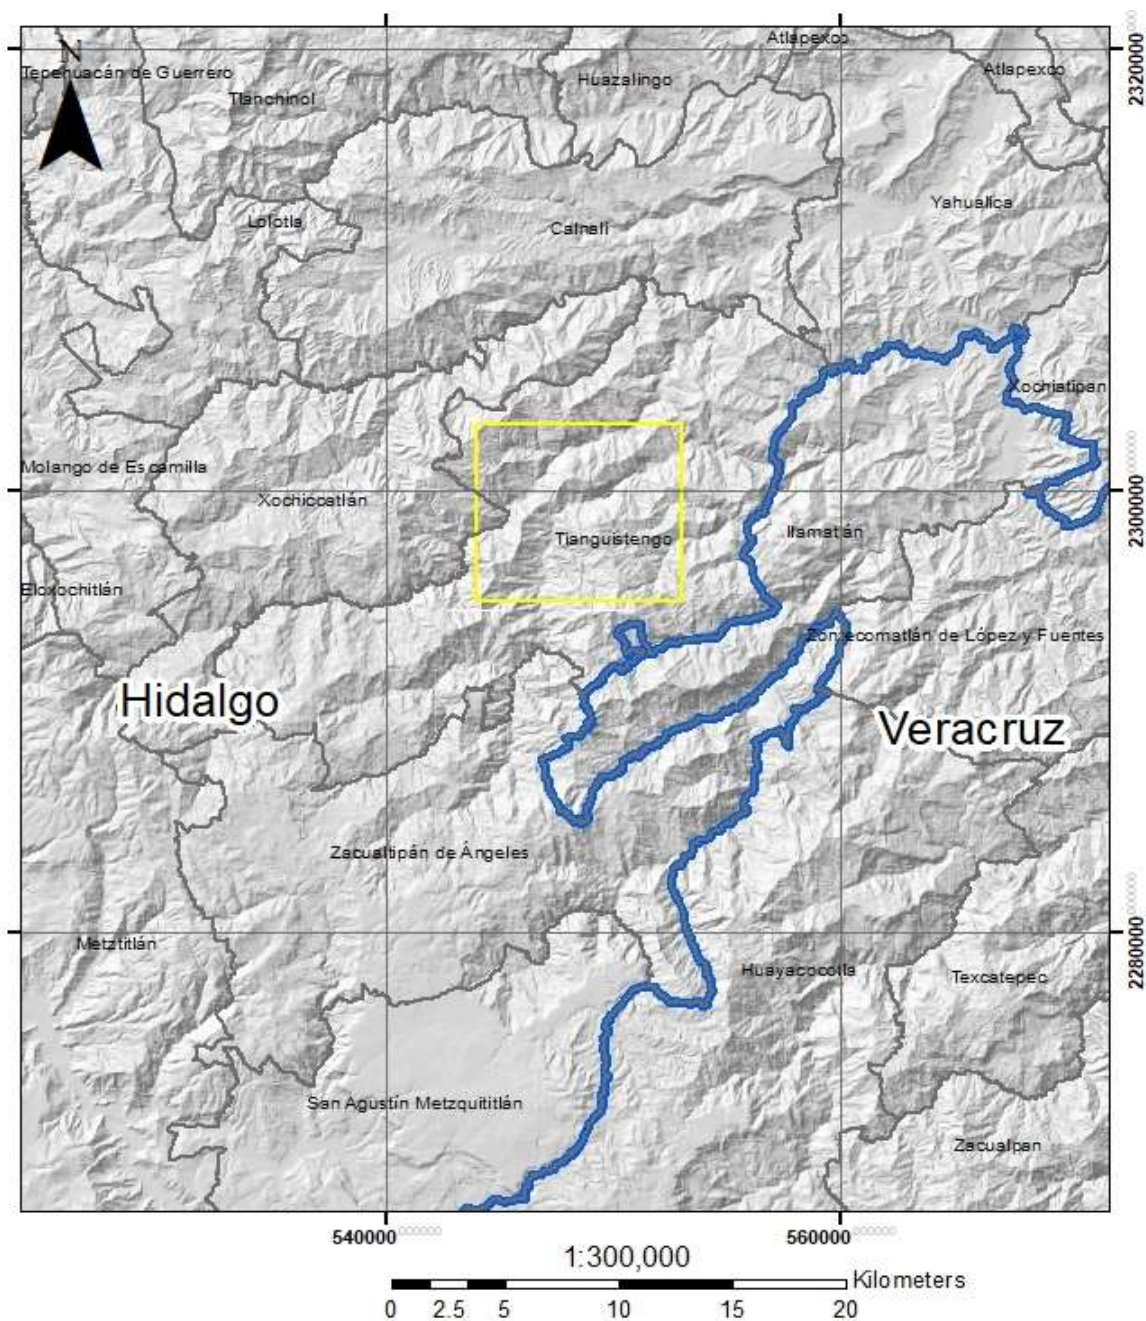 Atlapexco
N
Tepehuacán de Guerrero
Huazalingo
Atlapexco
Tlanchinol
2320000
Yahualica
Lolotla
Calnali
Xochiatipan
Molango de Escamilla
Xochiccatlán
2300000
Ilamatlán
Tianguistengo
Eloxochitlán
Zontecomatlán de López y Fuentes
Hidalgo
Veracruz
Zacualtipán de Ángeles
Metztitlán
2280000
Huayacocotla
Texcatepec
San Agustín Metzquititlán
Zacualpan
540000
560000
1:300,000
Kilometers
0 2.5 5 10 15 20